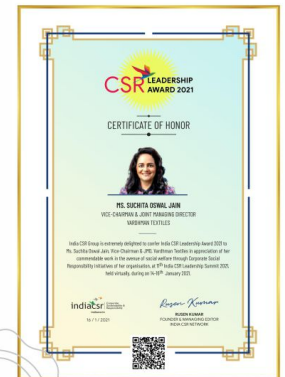 CSR LEADERSHIP
AWARD 2021
CERTIFICATE OF HONOR
MS. SUCHITA OSWAL JAIN
VICE-CHAIRMAN & JOINT MANAGING DIRECTOR
VARDHMAN TEXTILES
India CSR Group is extremely delighted to confer India CSR Leadership Award 2021 to
Ms. Suchita Oswal Jain, Vice-Chairman & JMD, Vardhman Textiles in appreciation of her
commendable work in the avenue of social welfare through Corporate Social
Responsibility Initiatives of her organisation, at 11th India CSR Leadership Summit 2021,
held virtually, during on 14-16th January 2021.
indiacsr
Rusen Kumar
16 / 1 / 2021
RUSEN KUMAR
FOUNDER & MANAGING EDITOR
INDIA CSR NETWORK